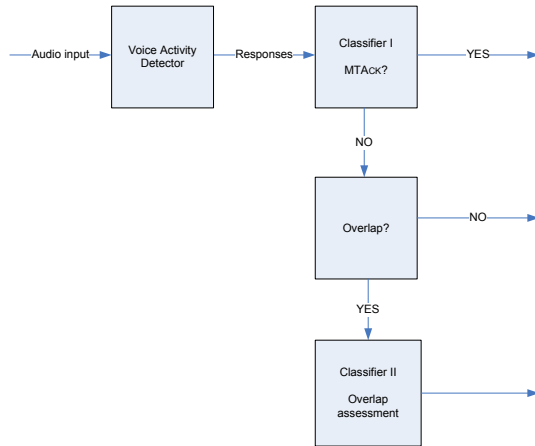 Audio input
Voice Activity
Detector
Responses
Classifier I
MTACK?
YES
NO
Overlap?
NO
YES
Classifier II
Overlap
assessment